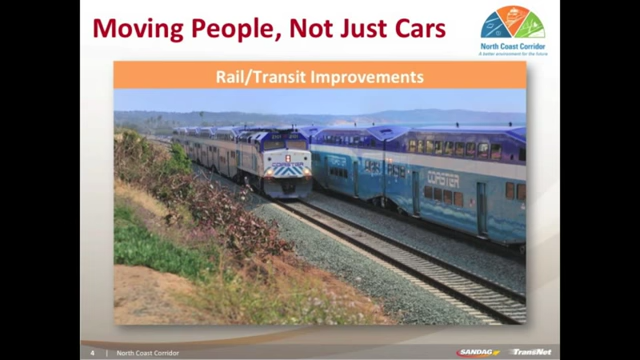 Moving People, Not Just Cars
North Coast Corridor
A better environment for the future
Rail/Transit Improvements
COASTER
COASTER
4 | North Coast Corridor
SANDAG
TransNet